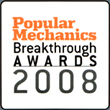 Popular
Mechanics
Breakthrough
AWARDS
2008